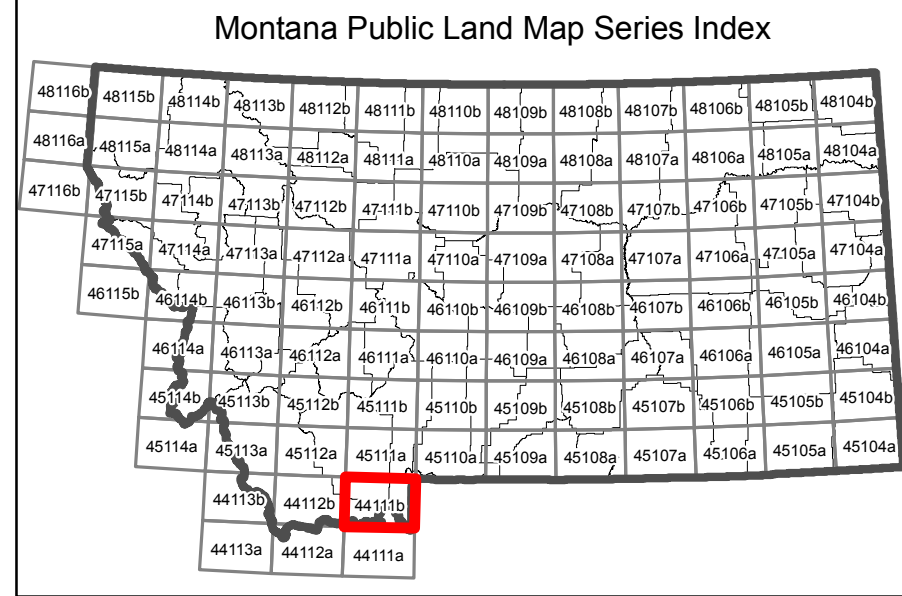 Montana Public Land Map Series Index
48116b 48115b 48114b 48113b 48112b 48111b 48110b 48109b 48108b 48107b 48106b 48105b 48104b
48116a 48115a 48114a 48113a 48112a 48111a 48110a 48109a 48108a 48107a 48106a 48105a 48104a
47116b 47115b 47114b 47113b 47112b 47111b 47110b 47109b 47108b 47107b 47106b 47105b 47104b
47115a 47114a 47113a 47112a 47111a 47110a 47109a 47108a 47107a 47106a 47105a 47104a
46115b 46114b 46113b 46112b 46111b 46110b 46109b 46108b 46107b 46106b 46105b 46104b
46114a 46113a 46112a 46111a 46110a 46109a 46108a 46107a 46106a 46105a 46104a
45114b 45113b 45112b 45111b 45110b 45109b 45108b 45107b 45106b 45105b 45104b
45114a 45113a 45112a 45111a 45110a 45109a 45108a 45107a 45106a 45105a 45104a
44113b 44112b 44111b
44113a 44112a 44111a